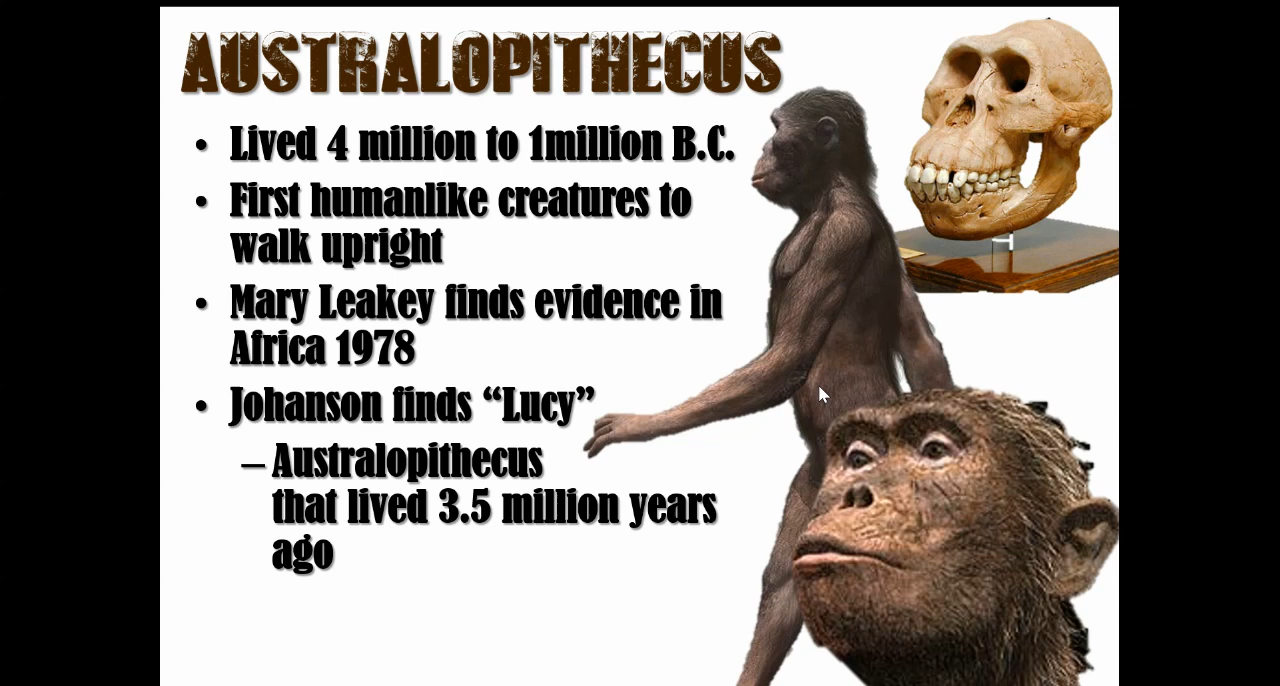 AUSTRALOPITHECUS
• Lived 4 million to 1million B.C.
• First humanlike creatures to
walk upright
• Mary Leakey finds evidence in
Africa 1978
• Johanson finds “Lucy”
– Australopithecus
that lived 3.5 million years
ago